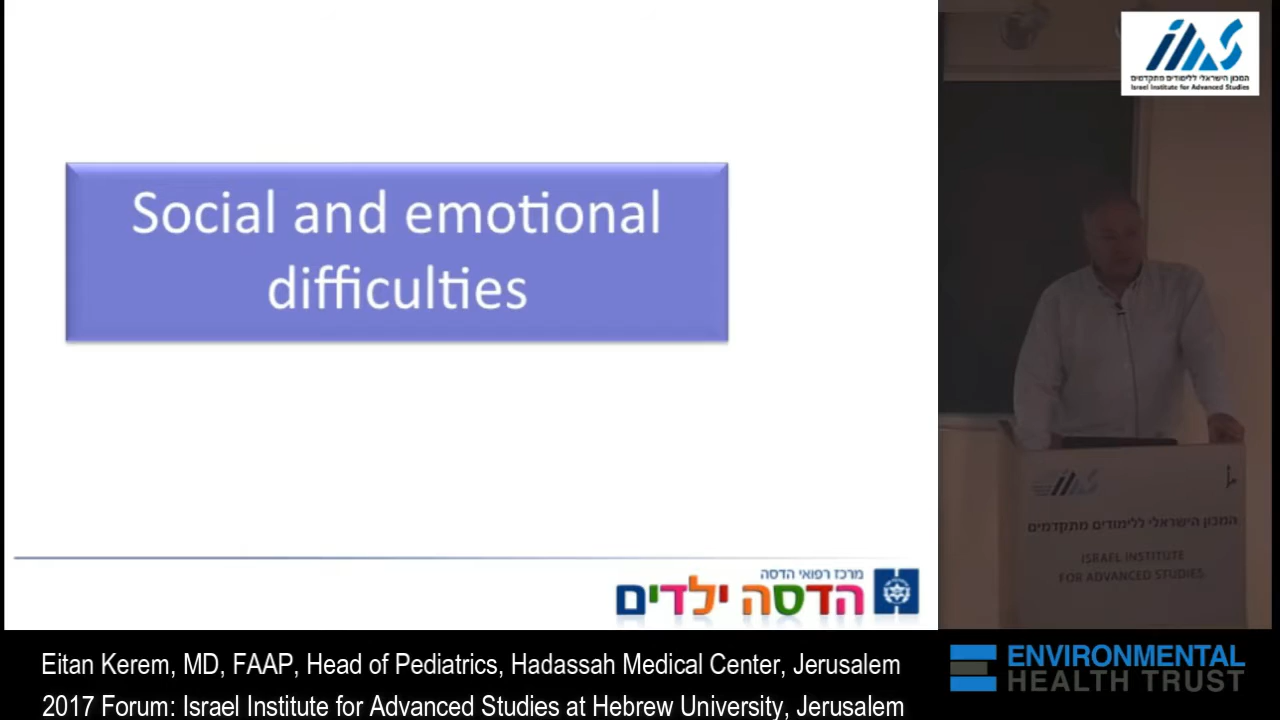 Social and emotional
difficulties
מרכז רפואי הדסה
הדסה ילדים
המכון הישראלי ללימודים מתקדמים
Israel Institute for Advanced Studies
המכון הישראלי ללימודים מתקדמים
ISRAEL INSTITUTE
FOR ADVANCED STUDIES
Eitan Kerem, MD, FAAP, Head of Pediatrics, Hadassah Medical Center, Jerusalem
2017 Forum: Israel Institute for Advanced Studies at Hebrew University, Jerusalem
ENVIRONMENTAL
HEALTH TRUST